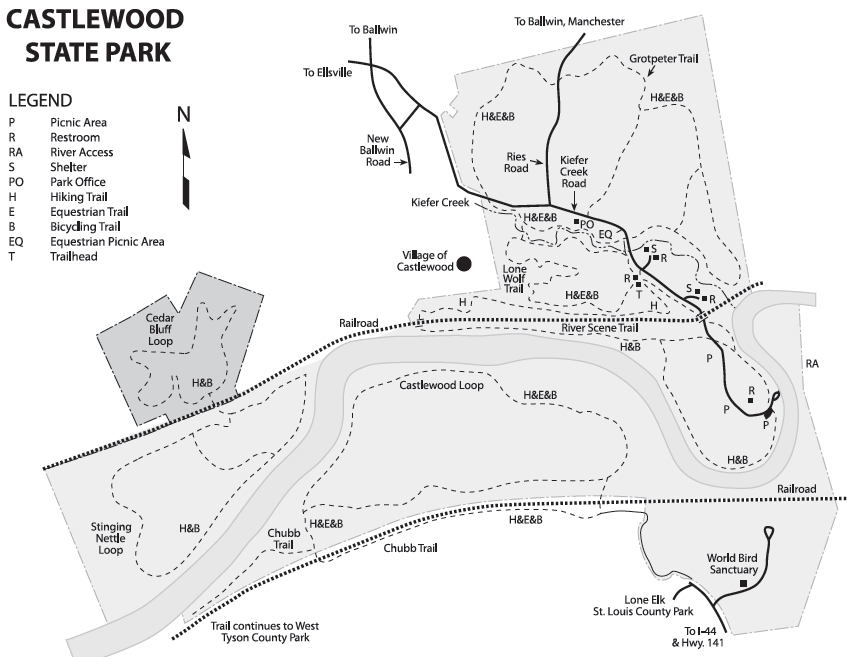 CASTLEWOOD
STATE PARK
LEGEND
P Picnic Area
R Restroom
RA River Access
S Shelter
PO Park Office
H Hiking Trail
E Equestrian Trail
B Bicycling Trail
EQ Equestrian Picnic Area
T Trailhead
N
To Ballwin
To Ellsville
New
Ballwin
Road
To Ballwin, Manchester
Grotpeter Trail
H&E&B
H&E&B
Ries
Road
Kiefer
Creek
Road
Kiefer Creek
H&E&B
PO
EQ
S
R
Village of
Castlewood
Lone
Wolf
Trail
H&E&B
R
T
S
R
H
H
Railroad
River Scene Trail
H&B
P
RA
R
P
P
H&B
Cedar
Bluff
Loop
H&B
Castlewood Loop
H&E&B
Stinging
Nettle
Loop
H&B
Chubb
Trail
H&E&B
H&E&B
Chubb Trail
Railroad
World Bird
Sanctuary
Lone Elk
St. Louis County Park
To I-44
& Hwy. 141
Trail continues to West
Tyson County Park